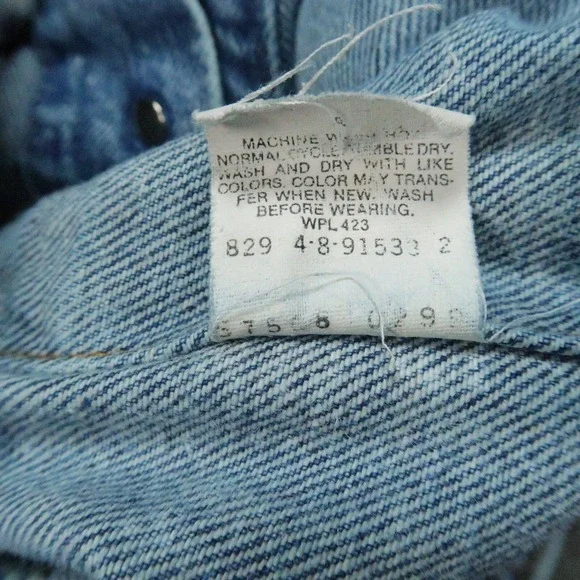 MACHINE WASH HOT
NORMAL CYCLE, TUMBLE DRY.
WASH AND DRY WITH LIKE
COLORS. COLOR MAY TRANS-
FER WHEN NEW. WASH
BEFORE WEARING.
WPL 423
829 4-8-91533 2